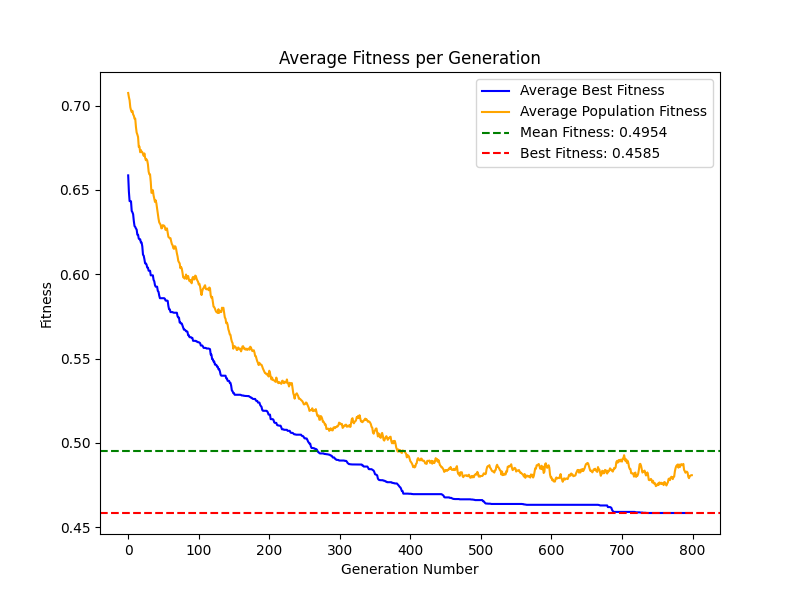 Average Fitness per Generation
Average Best Fitness
Average Population Fitness
Mean Fitness: 0.4954
Best Fitness: 0.4585
Fitness
0.70
0.65
0.60
0.55
0.50
0.45
0 100 200 300 400 500 600 700 800
Generation Number